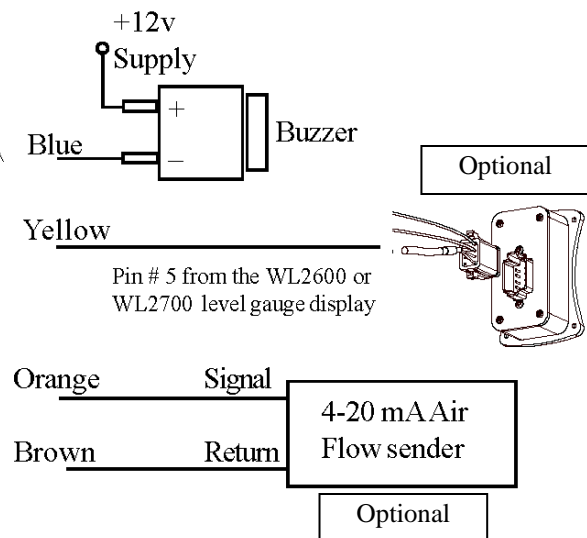 +12v
Supply
+
Buzzer
Blue
–
Optional
Yellow
Pin # 5 from the WL2600 or
WL2700 level gauge display
Orange Signal
4-20 mA Air
Flow sender
Brown Return
Optional